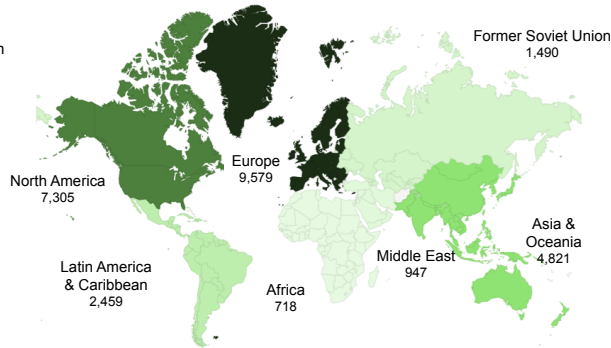 Former Soviet Union
1,490
Europe
9,579
North America
7,305
Asia &
Oceania
4,821
Middle East
947
Latin America
& Caribbean
2,459
Africa
718